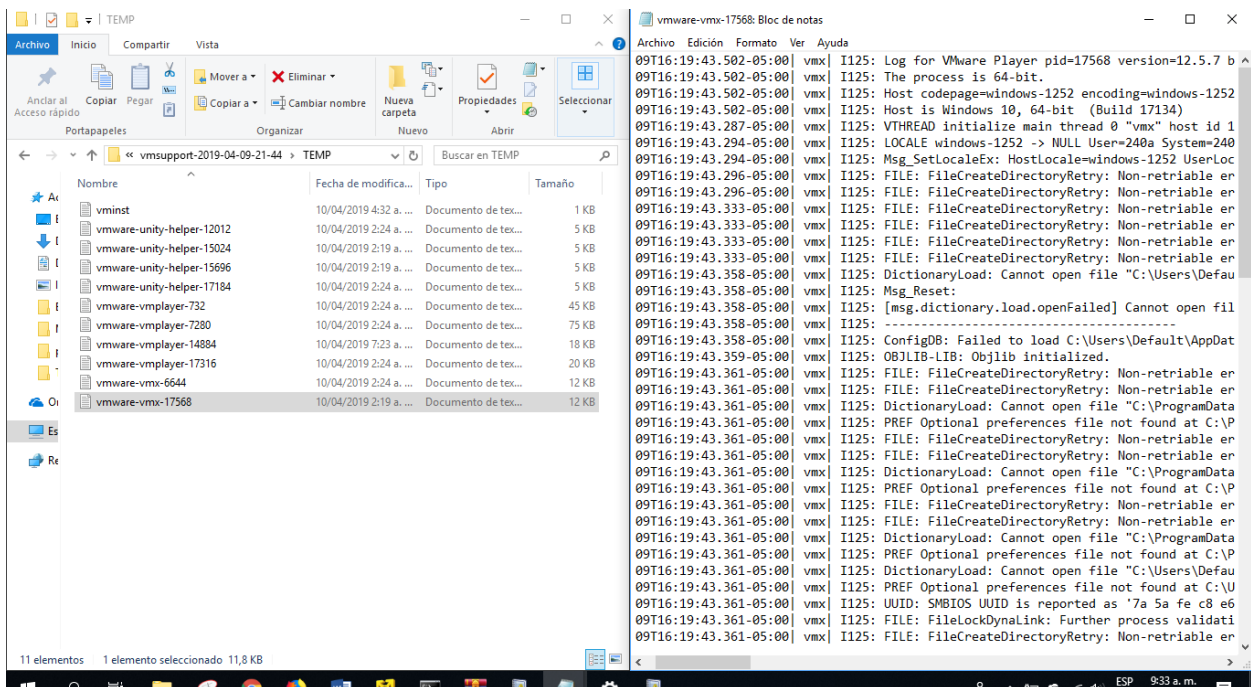 TEMP
Archivo Inicio Compartir Vista
Anclar al
Acceso rápido
Copiar
Pegar
Mover a
Copiar a
Eliminar
Cambiar nombre
Nueva
carpeta
Propiedades
Seleccionar
Portapapeles Organizar Nuevo Abrir
« vmsupport-2019-04-09-21-44 > TEMP
Buscar en TEMP
Nombre Fecha de modifica... Tipo Tamaño
vminst 10/04/2019 4:32 a. ... Documento de tex... 1 KB
vmware-unity-helper-12012 10/04/2019 2:24 a. ... Documento de tex... 5 KB
vmware-unity-helper-15024 10/04/2019 2:19 a. ... Documento de tex... 5 KB
vmware-unity-helper-15696 10/04/2019 2:19 a. ... Documento de tex... 5 KB
vmware-unity-helper-17184 10/04/2019 2:24 a. ... Documento de tex... 5 KB
vmware-vmplayer-732 10/04/2019 2:24 a. ... Documento de tex... 45 KB
vmware-vmplayer-7280 10/04/2019 2:24 a. ... Documento de tex... 75 KB
vmware-vmplayer-14884 10/04/2019 7:23 a. ... Documento de tex... 18 KB
vmware-vmplayer-17316 10/04/2019 2:24 a. ... Documento de tex... 20 KB
vmware-vmx-6644 10/04/2019 2:24 a. ... Documento de tex... 12 KB
vmware-vmx-17568 10/04/2019 2:19 a. ... Documento de tex... 12 KB
Es
Re
11 elementos 1 elemento seleccionado 11,8 KB
vmware-vmx-17568: Bloc de notas
Archivo Edición Formato Ver Ayuda
09T16:19:43.502-05:00| vmx| I125: Log for VMware Player pid=17568 version=12.5.7 b
09T16:19:43.502-05:00| vmx| I125: The process is 64-bit.
09T16:19:43.502-05:00| vmx| I125: Host codepage=windows-1252 encoding=windows-1252
09T16:19:43.502-05:00| vmx| I125: Host is Windows 10, 64-bit (Build 17134)
09T16:19:43.287-05:00| vmx| I125: VTHREAD initialize main thread 0 "vmx" host id 1
09T16:19:43.294-05:00| vmx| I125: LOCALE windows-1252 -> NULL User=240a System=240
09T16:19:43.294-05:00| vmx| I125: Msg_SetLocaleEx: HostLocale=windows-1252 UserLoc
09T16:19:43.296-05:00| vmx| I125: FILE: FileCreateDirectoryRetry: Non-retriable er
09T16:19:43.296-05:00| vmx| I125: FILE: FileCreateDirectoryRetry: Non-retriable er
09T16:19:43.333-05:00| vmx| I125: FILE: FileCreateDirectoryRetry: Non-retriable er
09T16:19:43.333-05:00| vmx| I125: FILE: FileCreateDirectoryRetry: Non-retriable er
09T16:19:43.333-05:00| vmx| I125: FILE: FileCreateDirectoryRetry: Non-retriable er
09T16:19:43.333-05:00| vmx| I125: FILE: FileCreateDirectoryRetry: Non-retriable er
09T16:19:43.358-05:00| vmx| I125: DictionaryLoad: Cannot open file "C:\Users\Defau
09T16:19:43.358-05:00| vmx| I125: Msg_Reset:
09T16:19:43.358-05:00| vmx| I125: [msg.dictionary.load.openFailed] Cannot open fil
09T16:19:43.358-05:00| vmx| I125: ----------------------------------------
09T16:19:43.358-05:00| vmx| I125: ConfigDB: Failed to load C:\Users\Default\AppDat
09T16:19:43.359-05:00| vmx| I125: OBJLIB-LIB: Objlib initialized.
09T16:19:43.361-05:00| vmx| I125: FILE: FileCreateDirectoryRetry: Non-retriable er
09T16:19:43.361-05:00| vmx| I125: FILE: FileCreateDirectoryRetry: Non-retriable er
09T16:19:43.361-05:00| vmx| I125: DictionaryLoad: Cannot open file "C:\ProgramData
09T16:19:43.361-05:00| vmx| I125: PREF Optional preferences file not found at C:\P
09T16:19:43.361-05:00| vmx| I125: FILE: FileCreateDirectoryRetry: Non-retriable er
09T16:19:43.361-05:00| vmx| I125: FILE: FileCreateDirectoryRetry: Non-retriable er
09T16:19:43.361-05:00| vmx| I125: DictionaryLoad: Cannot open file "C:\ProgramData
09T16:19:43.361-05:00| vmx| I125: PREF Optional preferences file not found at C:\P
09T16:19:43.361-05:00| vmx| I125: FILE: FileCreateDirectoryRetry: Non-retriable er
09T16:19:43.361-05:00| vmx| I125: FILE: FileCreateDirectoryRetry: Non-retriable er
09T16:19:43.361-05:00| vmx| I125: DictionaryLoad: Cannot open file "C:\ProgramData
09T16:19:43.361-05:00| vmx| I125: PREF Optional preferences file not found at C:\P
09T16:19:43.361-05:00| vmx| I125: DictionaryLoad: Cannot open file "C:\Users\Defau
09T16:19:43.361-05:00| vmx| I125: PREF Optional preferences file not found at C:\U
09T16:19:43.361-05:00| vmx| I125: UUID: SMBIOS UUID is reported as '7a 5a fe c8 e6
09T16:19:43.361-05:00| vmx| I125: FILE: FileLockDynaLink: Further process validati
09T16:19:43.361-05:00| vmx| I125: FILE: FileCreateDirectoryRetry: Non-retriable er
ESP 9:33 a. m.